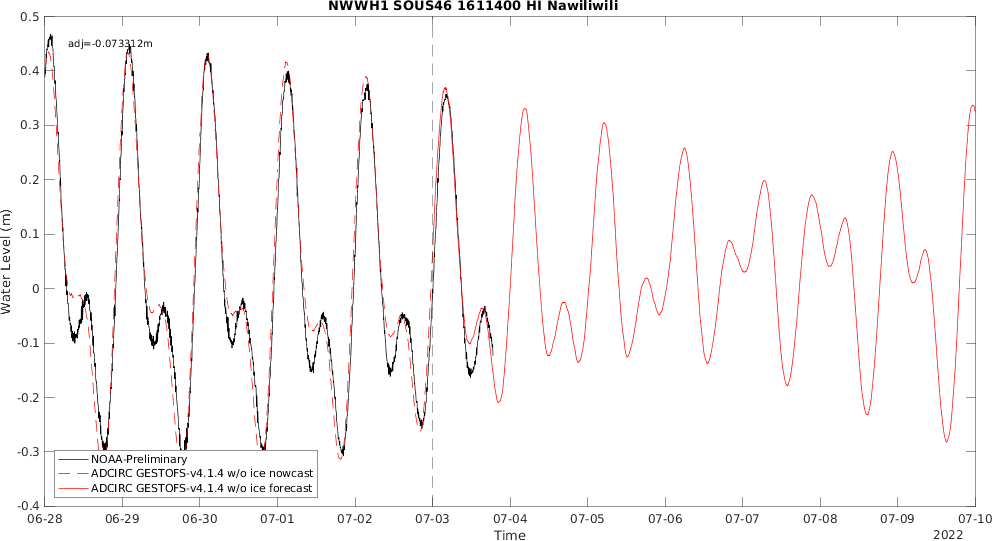 NWWH1 SOUS46 1611400 HI Nawiliwili
adj=-0.073312m
0.5
0.4
0.3
0.2
0.1
0
-0.1
-0.2
-0.3
-0.4
Water Level (m)
NOAA-Preliminary
ADCIRC GESTOFS-v4.1.4 w/o ice nowcast
ADCIRC GESTOFS-v4.1.4 w/o ice forecast
06-28 06-29 06-30 07-01 07-02 07-03 07-04 07-05 07-06 07-07 07-08 07-09 07-10
Time
2022